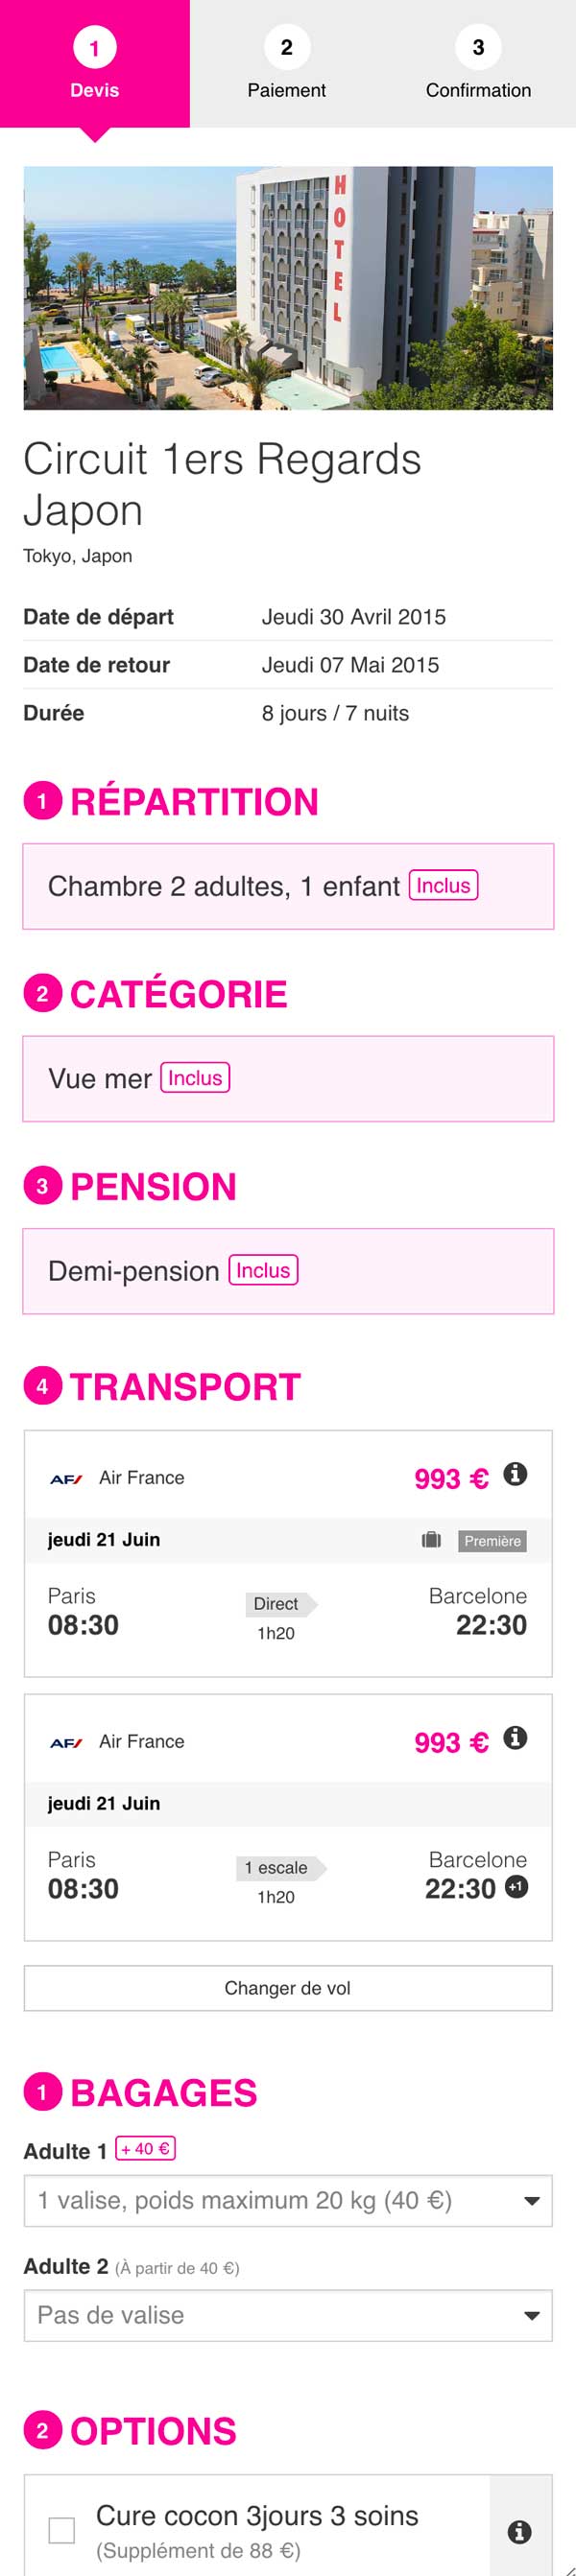 1
Devis
2
Paiement
3
Confirmation
HOTEL
Circuit 1ers Regards
Japon
Tokyo, Japon
Date de départ Jeudi 30 Avril 2015
Date de retour Jeudi 07 Mai 2015
Durée 8 jours / 7 nuits
1 RÉPARTITION
Chambre 2 adultes, 1 enfant Inclus
2 CATÉGORIE
Vue mer Inclus
3 PENSION
Demi-pension Inclus
4 TRANSPORT
AF Air France 993 € i
jeudi 21 Juin Première
Paris Direct Barcelone
08:30 1h20 22:30
AF Air France 993 € i
jeudi 21 Juin
Paris 1 escale Barcelone
08:30 1h20 22:30 +1
Changer de vol
1 BAGAGES
Adulte 1 + 40 €
1 valise, poids maximum 20 kg (40 €)
Adulte 2 (À partir de 40 €)
Pas de valise
2 OPTIONS
Cure cocon 3jours 3 soins
(Supplément de 88 €) i